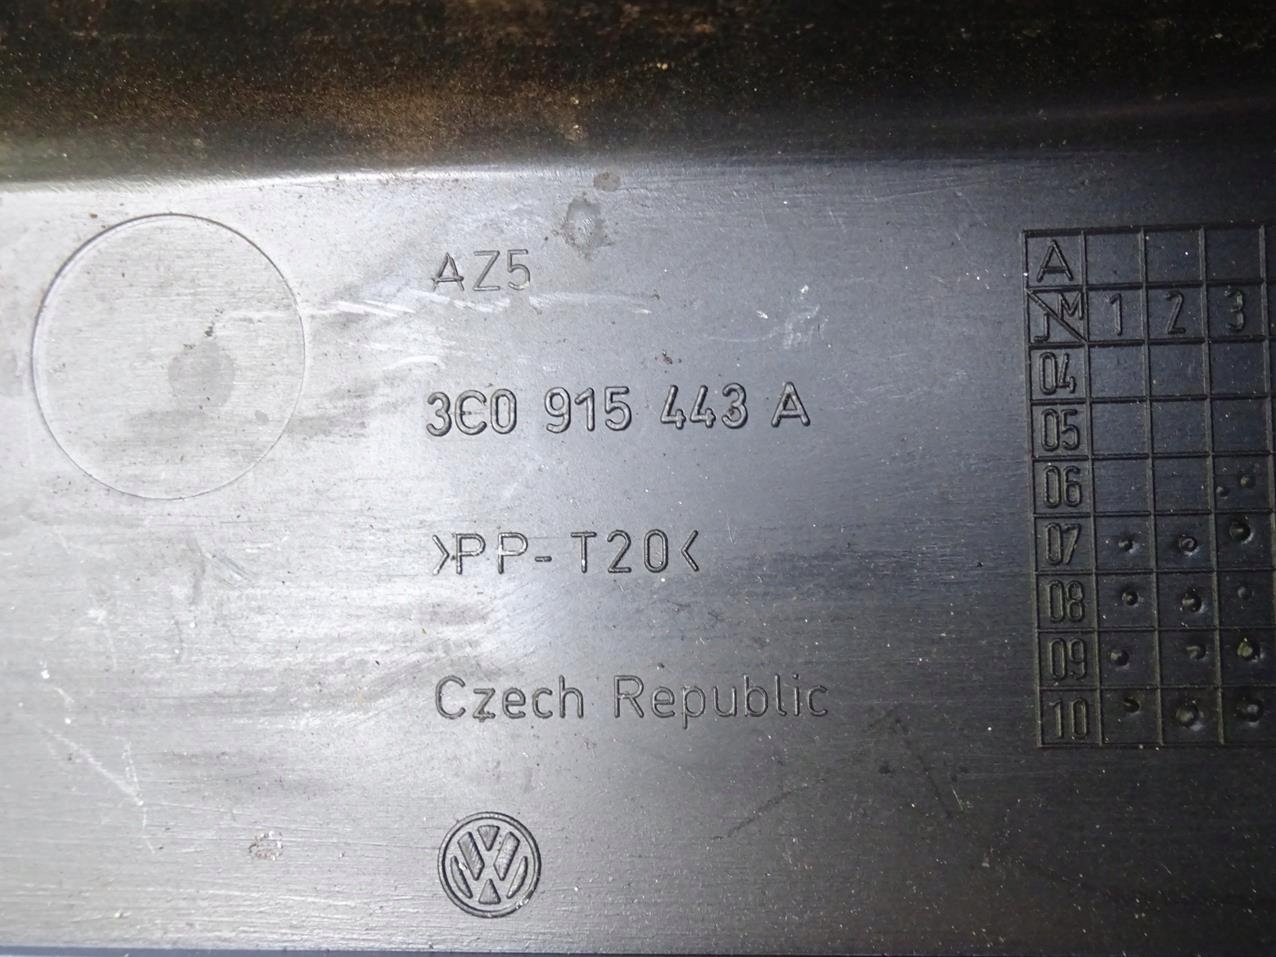 AZ5
3C0 915 443 A
>PP-T20<
Czech Republic
A
J M 1 2 3
04
05
06
07
08
09
10